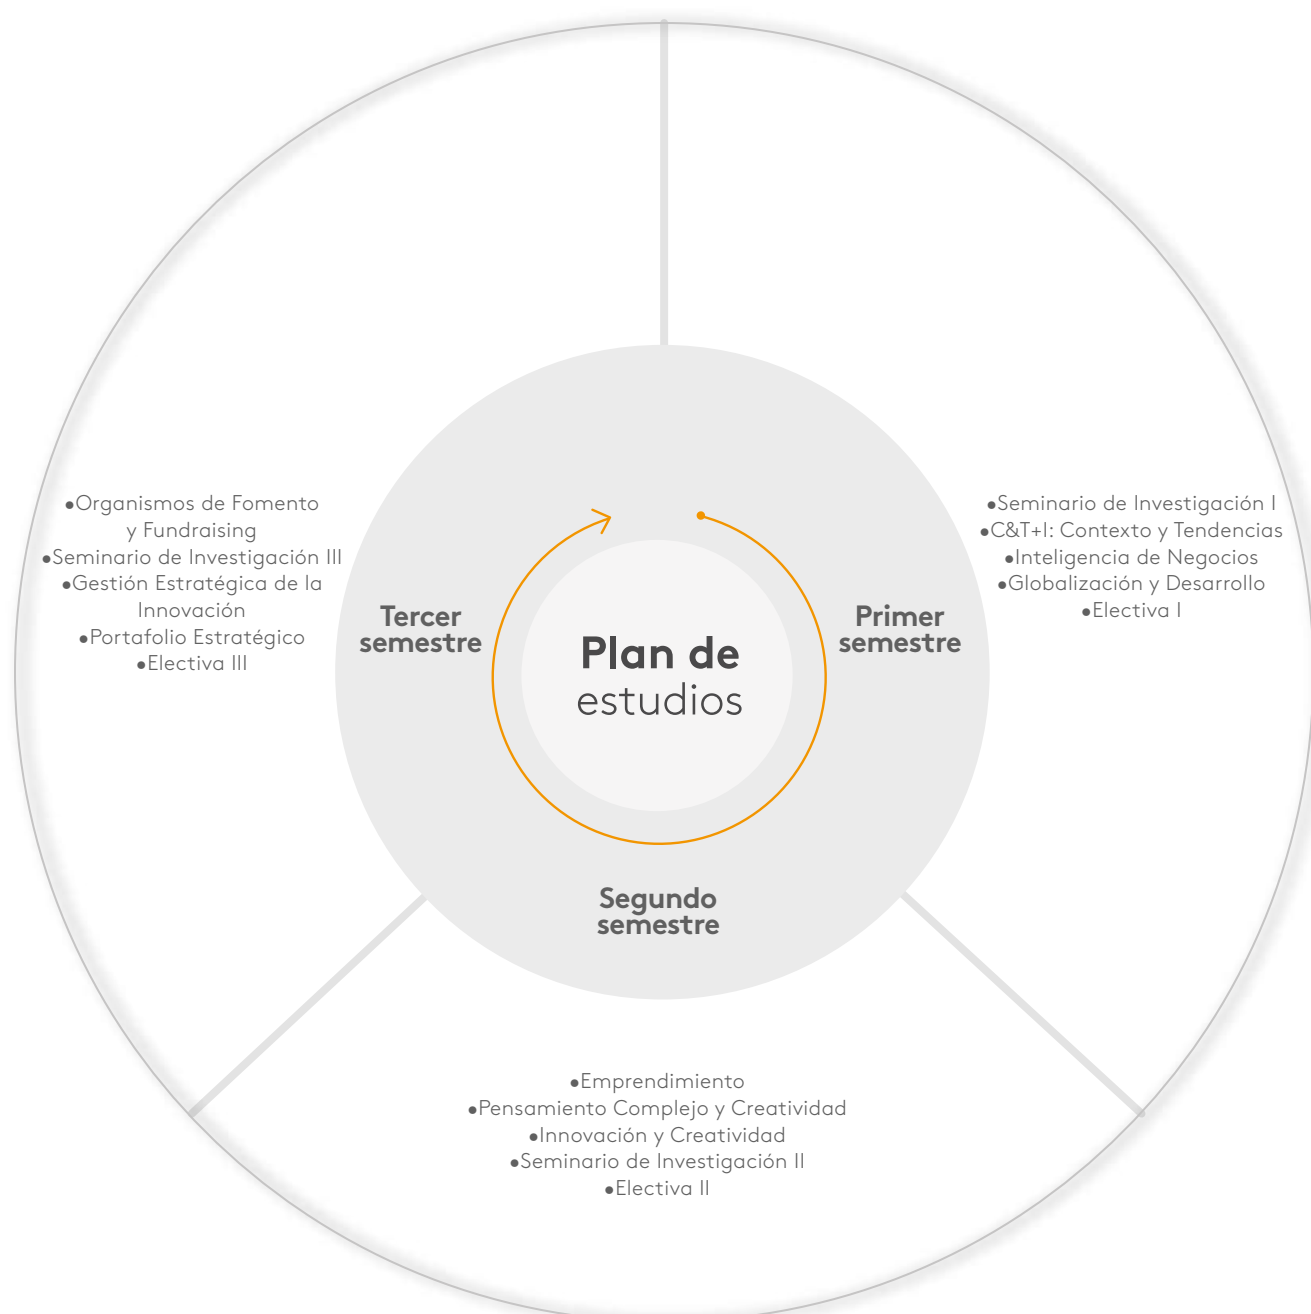 Plan de
estudios
Primer
semestre
•Seminario de Investigación I
•C&T+I: Contexto y Tendencias
•Inteligencia de Negocios
•Globalización y Desarrollo
•Electiva I
Segundo
semestre
•Emprendimiento
•Pensamiento Complejo y Creatividad
•Innovación y Creatividad
•Seminario de Investigación II
•Electiva II
Tercer
semestre
•Organismos de Fomento
y Fundraising
•Seminario de Investigación III
•Gestión Estratégica de la
Innovación
•Portafolio Estratégico
•Electiva III